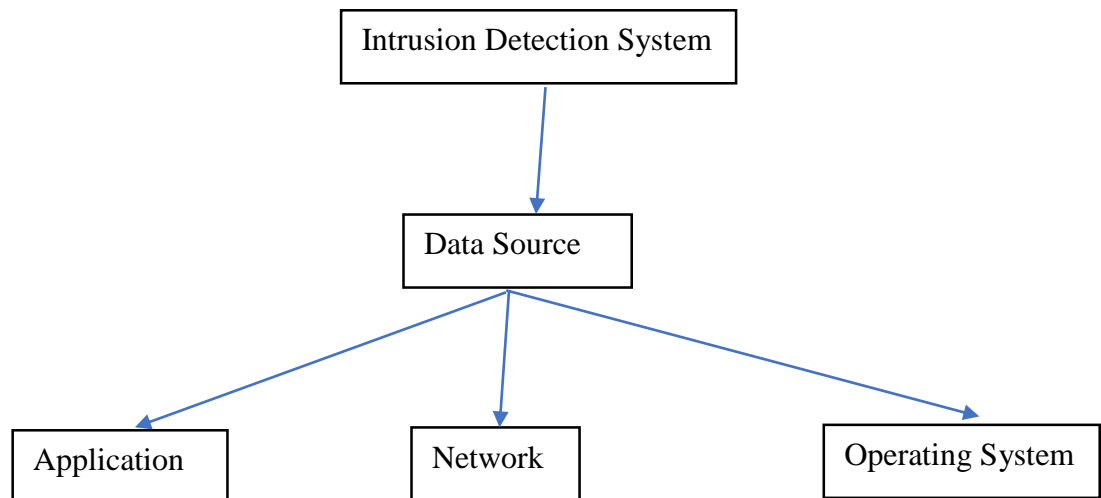 Intrusion Detection System
Data Source
Application
Network
Operating System